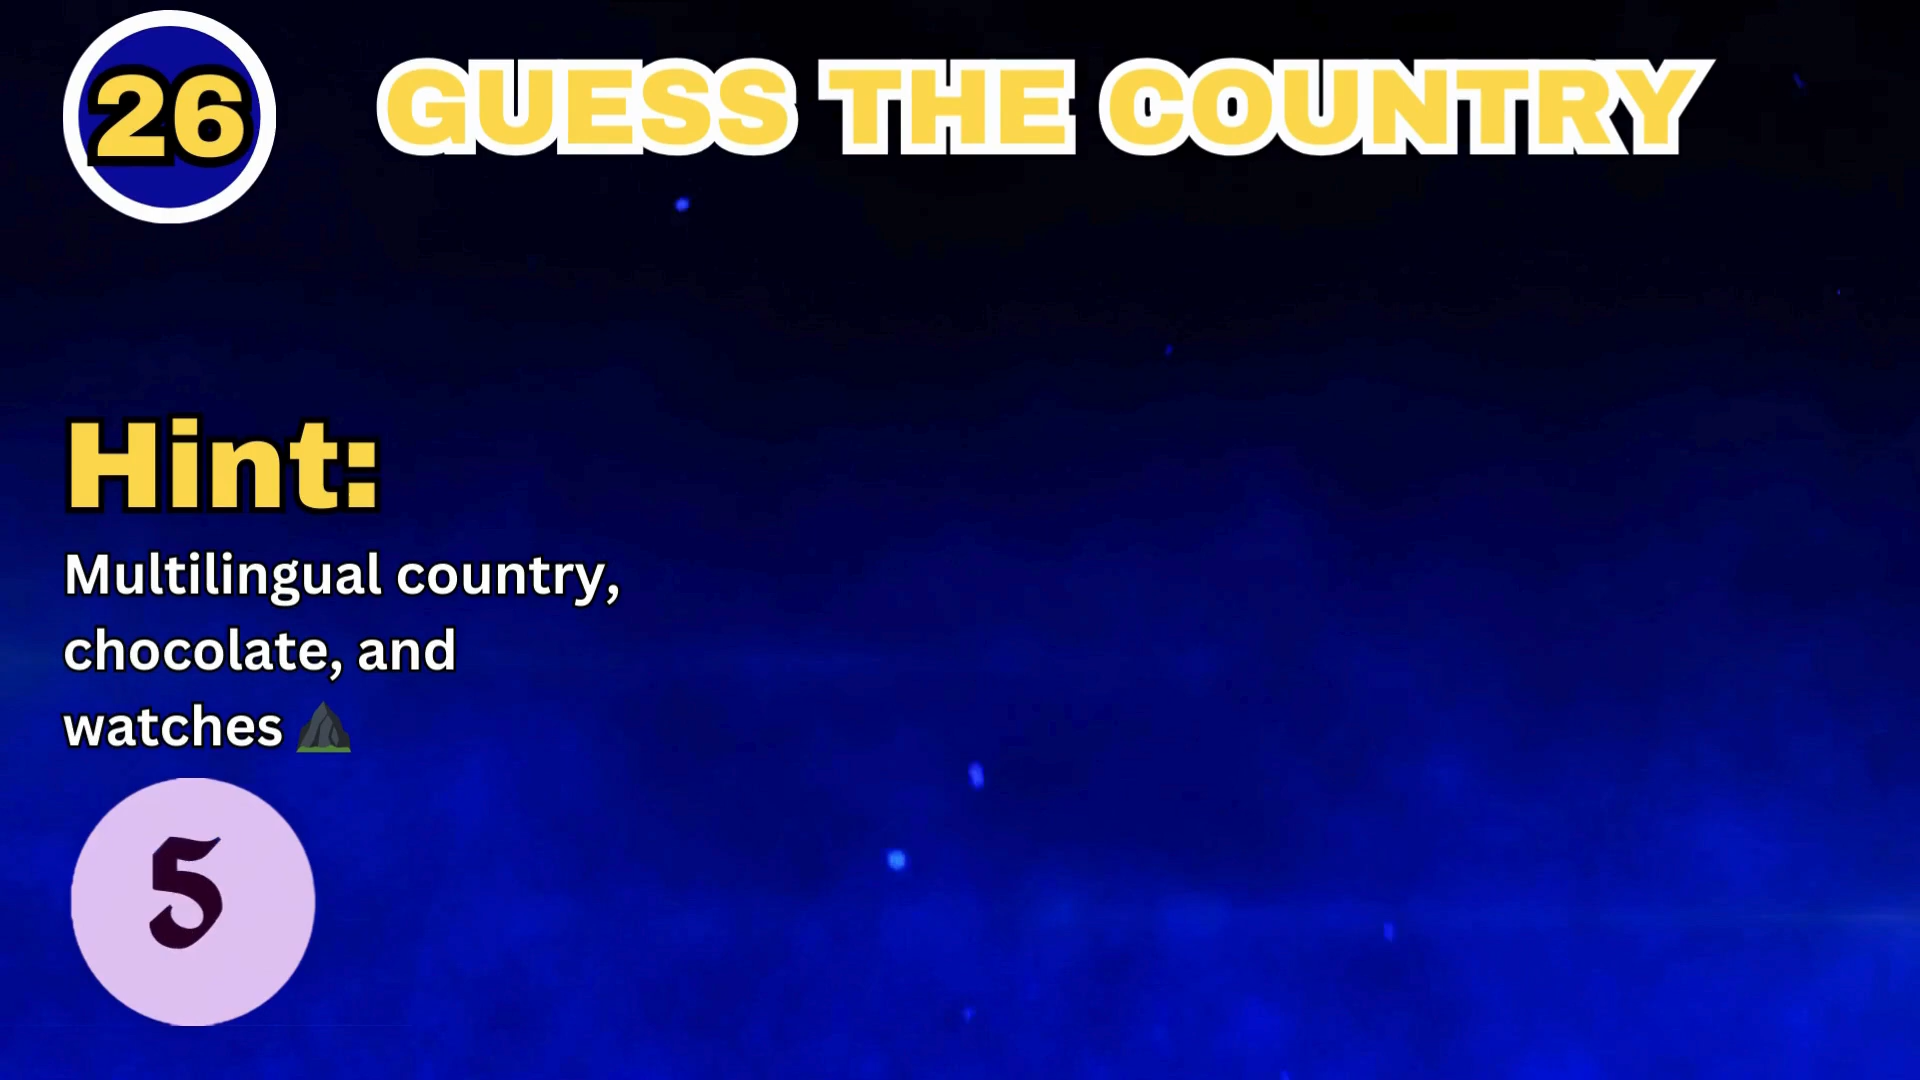 26
GUESS THE COUNTRY
Hint:
Multilingual country,
chocolate, and
watches ⛰️
5